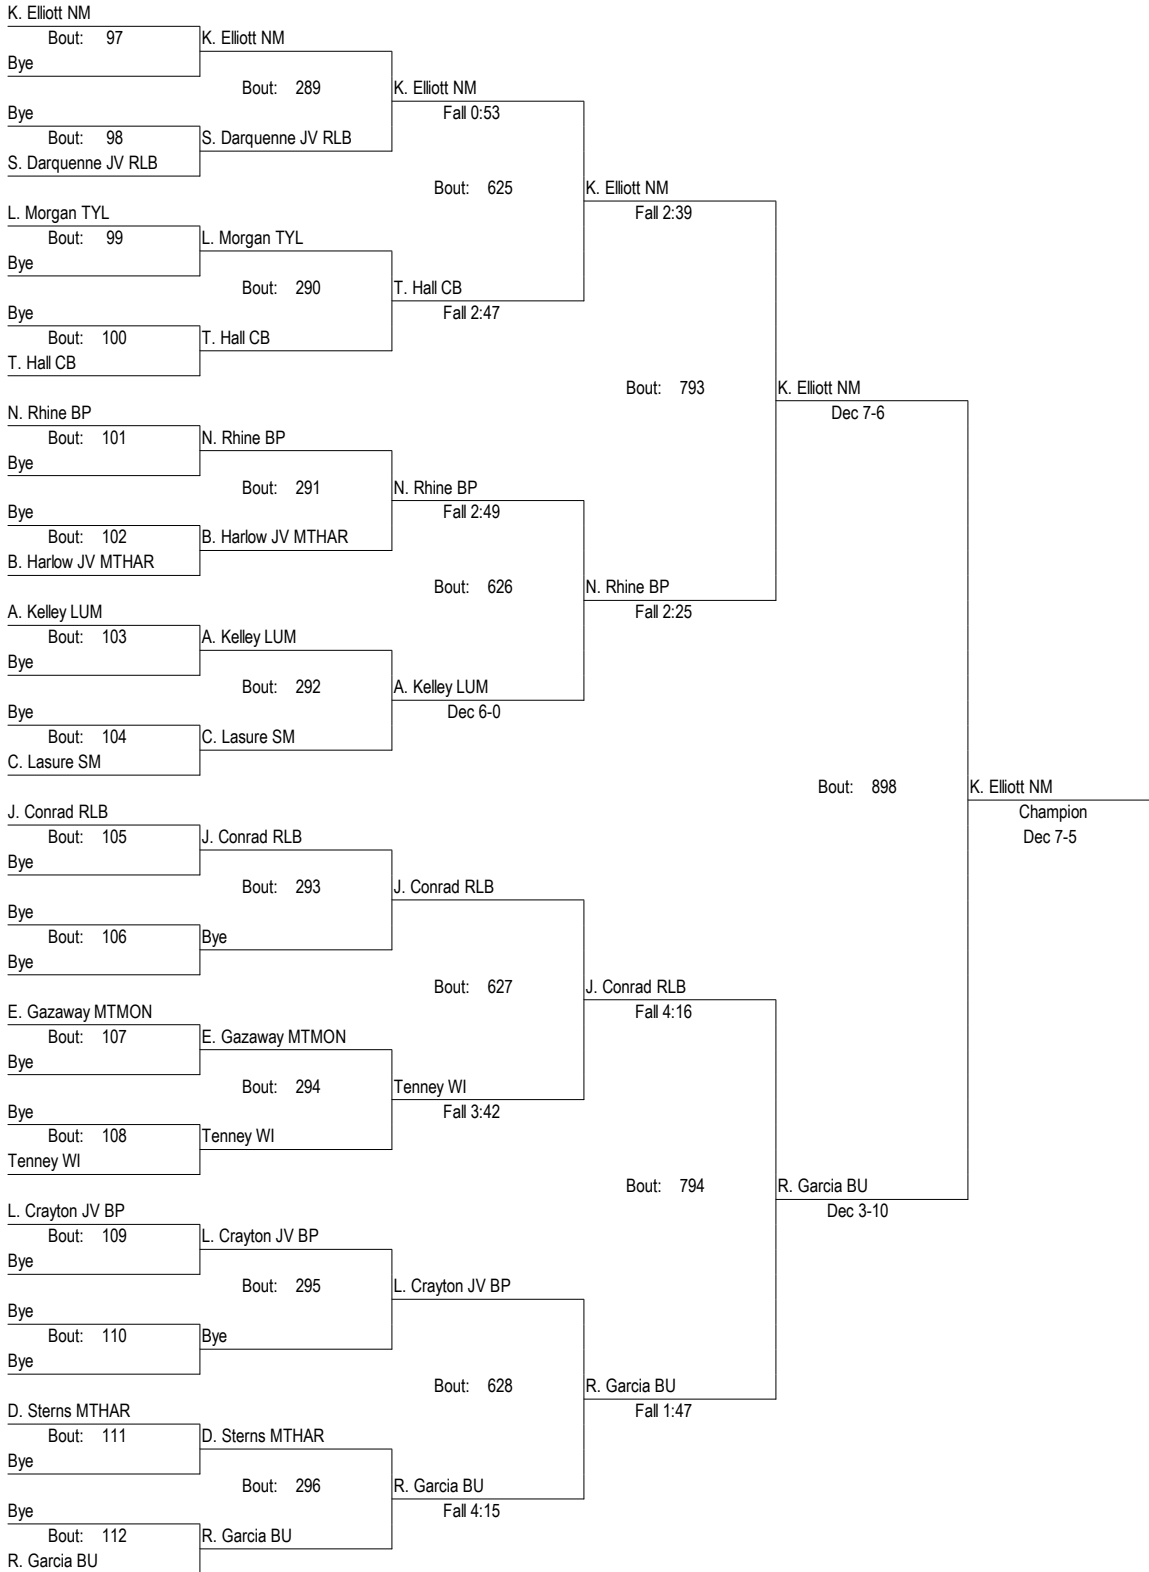 K. Elliott NM
Bout: 97
K. Elliott NM
Bye
Bout: 289
K. Elliott NM
Bye
Fall 0:53
Bout: 98
S. Darquenne JV RLB
S. Darquenne JV RLB
Bout: 625
K. Elliott NM
L. Morgan TYL
Fall 2:39
Bout: 99
L. Morgan TYL
Bye
Bout: 290
T. Hall CB
Bye
Fall 2:47
Bout: 100
T. Hall CB
T. Hall CB
Bout: 793
K. Elliott NM
N. Rhine BP
Dec 7-6
Bout: 101
N. Rhine BP
Bye
Bout: 291
N. Rhine BP
Bye
Fall 2:49
Bout: 102
B. Harlow JV MTHAR
B. Harlow JV MTHAR
Bout: 626
N. Rhine BP
A. Kelley LUM
Fall 2:25
Bout: 103
A. Kelley LUM
Bye
Bout: 292
A. Kelley LUM
Bye
Dec 6-0
Bout: 104
C. Lasure SM
C. Lasure SM
Bout: 898
K. Elliott NM
J. Conrad RLB
Champion
Bout: 105
J. Conrad RLB
Dec 7-5
Bye
Bout: 293
J. Conrad RLB
Bye
Bout: 106
Bye
Bye
Bout: 627
J. Conrad RLB
E. Gazaway MTMON
Fall 4:16
Bout: 107
E. Gazaway MTMON
Bye
Bout: 294
Tenney WI
Bye
Fall 3:42
Bout: 108
Tenney WI
Tenney WI
Bout: 794
R. Garcia BU
L. Crayton JV BP
Dec 3-10
Bout: 109
L. Crayton JV BP
Bye
Bout: 295
L. Crayton JV BP
Bye
Bout: 110
Bye
Bye
Bout: 628
R. Garcia BU
D. Sterns MTHAR
Fall 1:47
Bout: 111
D. Sterns MTHAR
Bye
Bout: 296
R. Garcia BU
Bye
Fall 4:15
Bout: 112
R. Garcia BU
R. Garcia BU